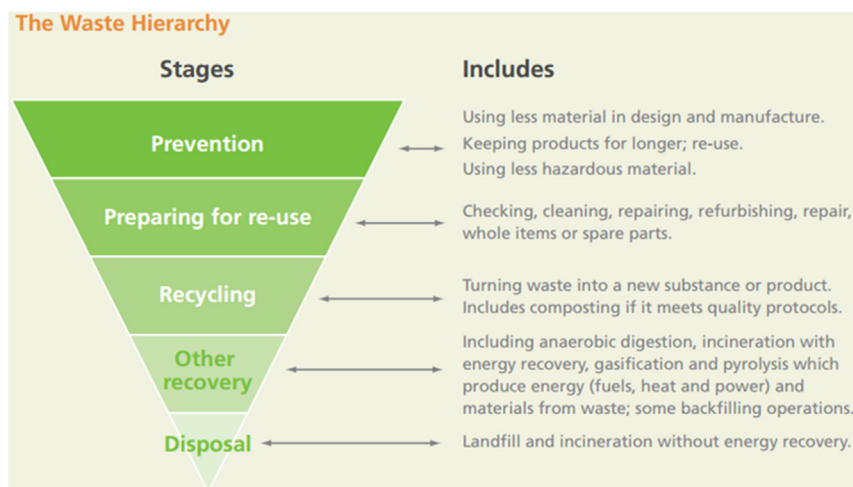 The Waste Hierarchy
Stages
Includes
Prevention
Using less material in design and manufacture.
Keeping products for longer; re-use.
Using less hazardous material.
Preparing for re-use
Checking, cleaning, repairing, refurbishing, repair,
whole items or spare parts.
Recycling
Turning waste into a new substance or product.
Includes composting if it meets quality protocols.
Other
recovery
Including anaerobic digestion, incineration with
energy recovery, gasification and pyrolysis which
produce energy (fuels, heat and power) and
materials from waste; some backfilling operations.
Disposal
Landfill and incineration without energy recovery.